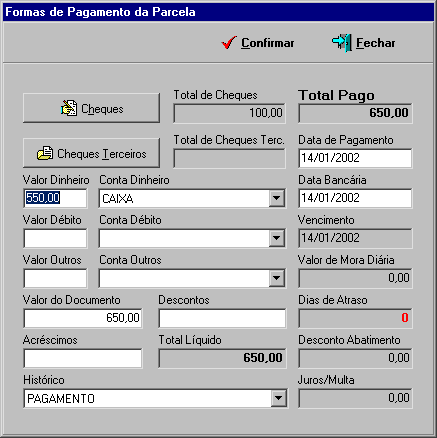 Formas de Pagamento da Parcela
Confirmar Fechar
Cheques
Total de Cheques
100,00
Total Pago
650,00
Cheques Terceiros
Total de Cheques Terc.
Data de Pagamento
14/01/2002
Valor Dinheiro Conta Dinheiro Data Bancária
550,00 CAIXA 14/01/2002
Valor Débito Conta Débito Vencimento
14/01/2002
Valor Outros Conta Outros Valor de Mora Diária
0,00
Valor do Documento Descontos Dias de Atraso
650,00 0
Acréscimos Total Líquido Desconto Abatimento
650,00 0,00
Histórico Juros/Multa
PAGAMENTO 0,00